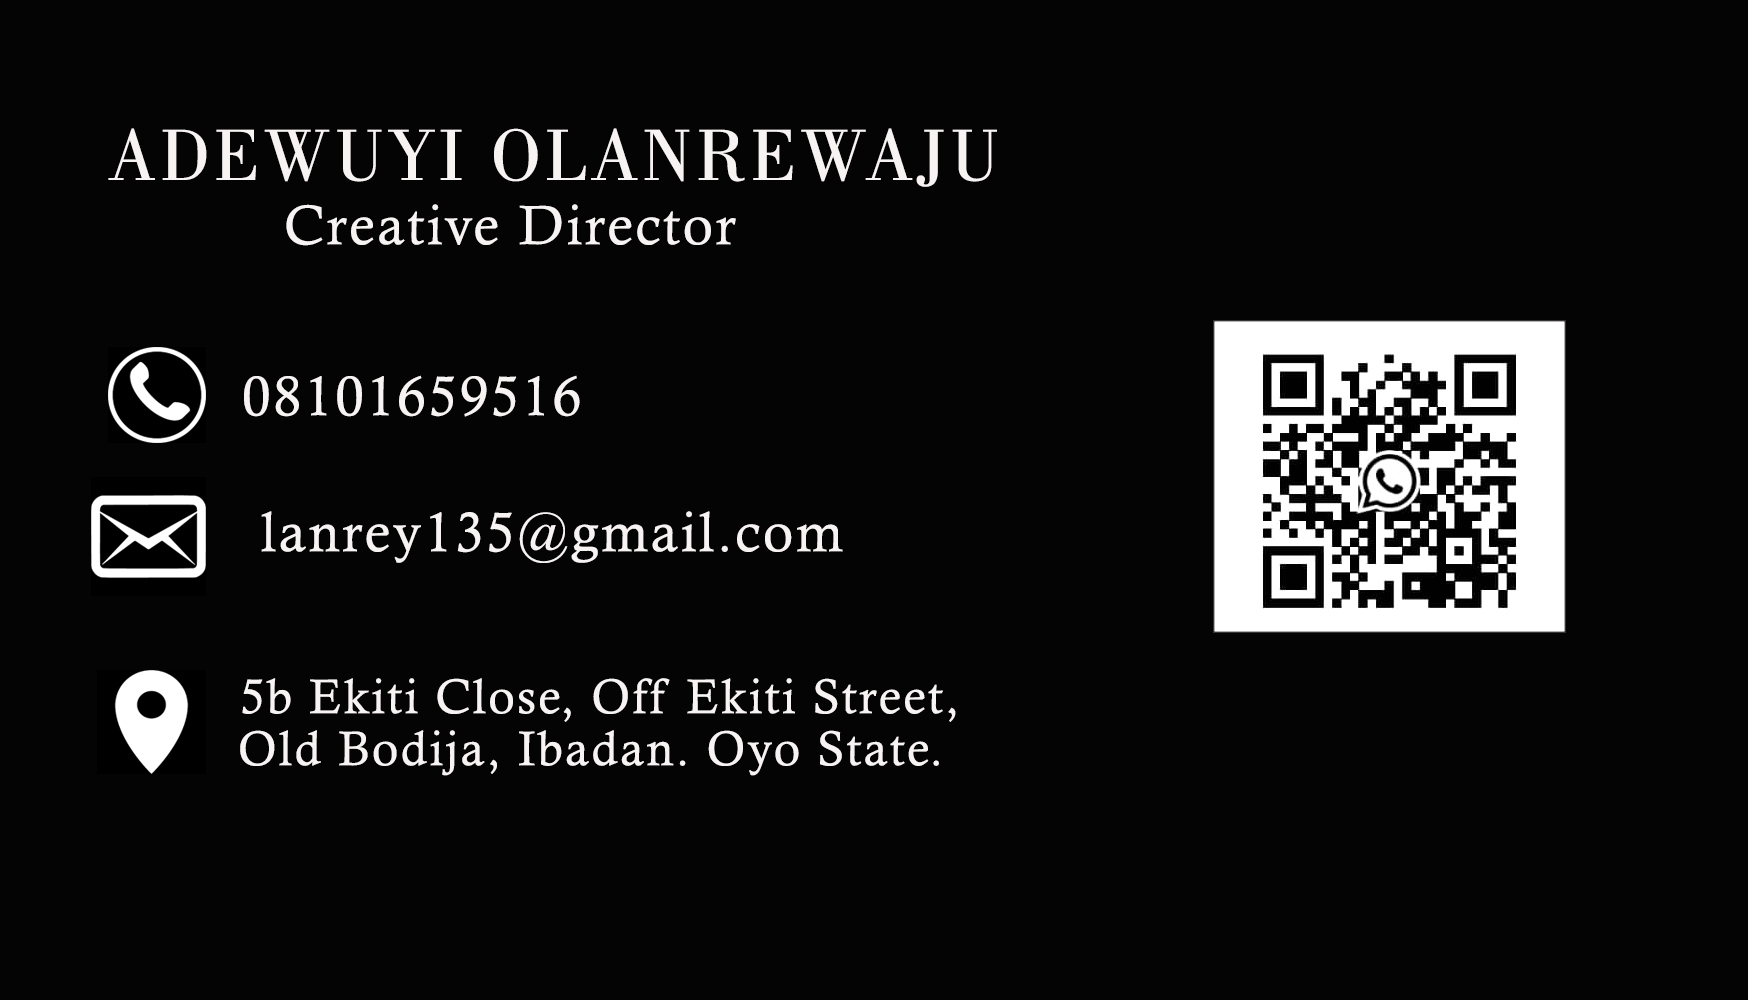 ADEWUYI OLANREWAJU
Creative Director
08101659516
lanrey135@gmail.com
5b Ekiti Close, Off Ekiti Street,
Old Bodija, Ibadan. Oyo State.